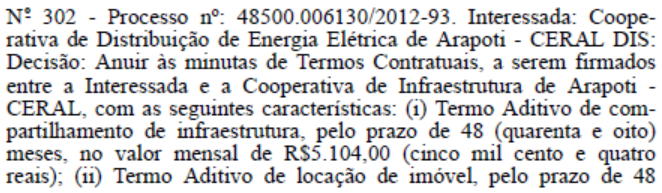 Nº 302 - Processo nº: 48500.006130/2012-93. Interessada: Coope-
rativa de Distribuição de Energia Elétrica de Arapoti - CERAL DIS:
Decisão: Anuir às minutas de Termos Contratuais, a serem firmados
entre a Interessada e a Cooperativa de Infraestrutura de Arapoti -
CERAL, com as seguintes características: (i) Termo Aditivo de com-
partilhamento de infraestrutura, pelo prazo de 48 (quarenta e oito)
meses, no valor mensal de R$5.104,00 (cinco mil cento e quatro
reais); (ii) Termo Aditivo de locação de imóvel, pelo prazo de 48